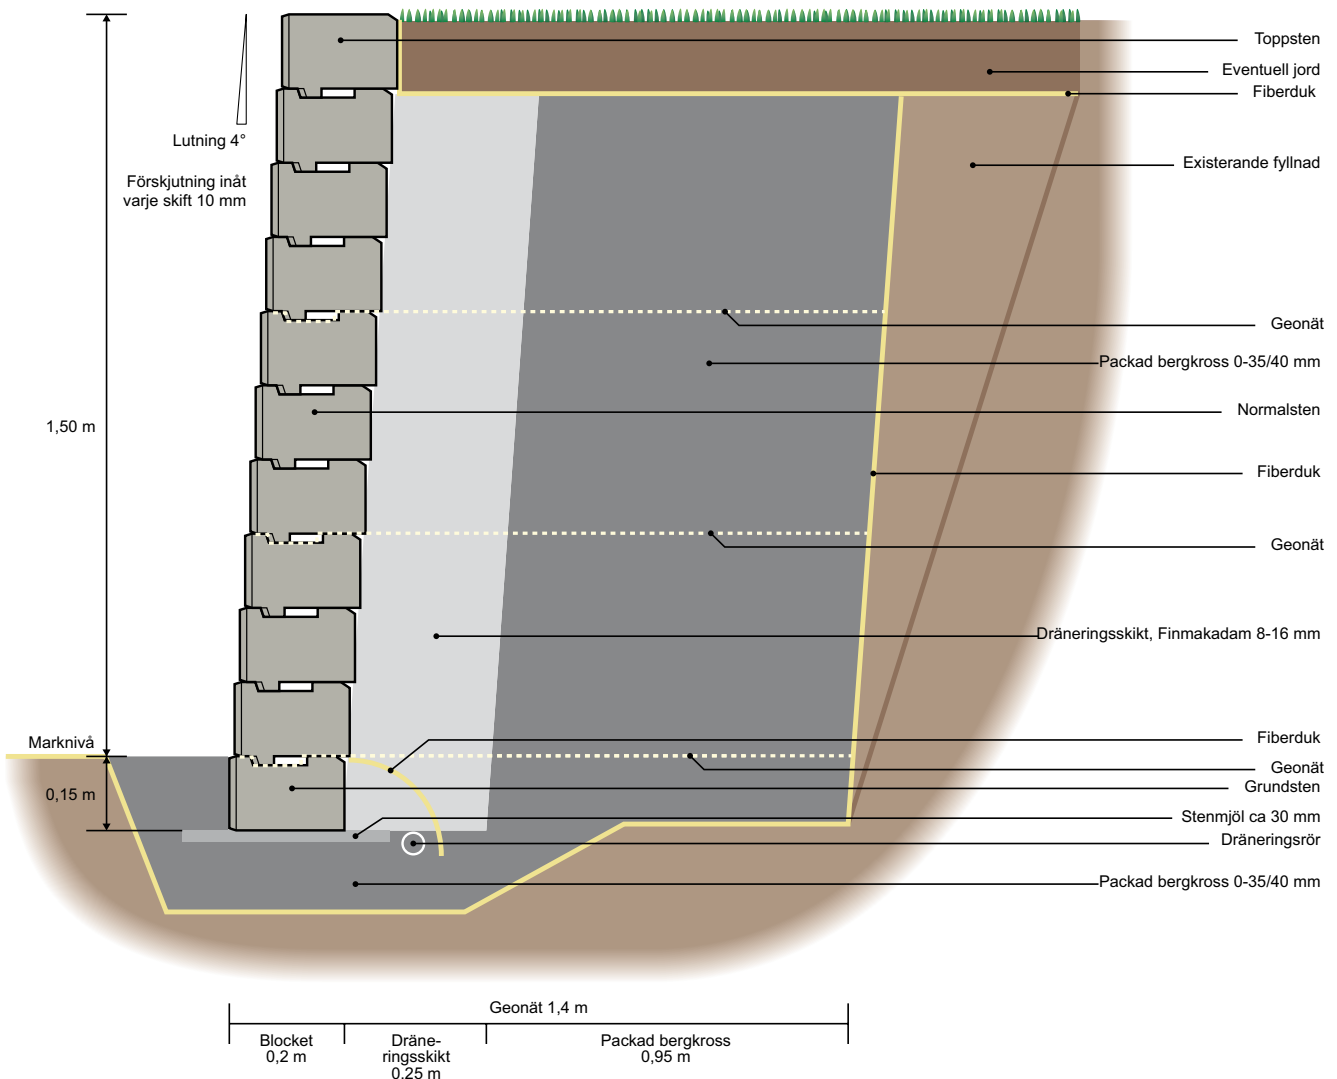 Toppsten
Eventuell jord
Fiberduk
Lutning 4°
Existerande fyllnad
Förskjutning inåt
varje skift 10 mm
Geonät
Packad bergkross 0-35/40 mm
Normalsten
1,50 m
Fiberduk
Geonät
Dräneringsskikt, Finmakadam 8-16 mm
Marknivå
Fiberduk
Geonät
Grundsten
0,15 m
Stenmjöl ca 30 mm
Dräneringsrör
Packad bergkross 0-35/40 mm
Geonät 1,4 m
Blocket
0,2 m
Dräne-
ringsskikt
0,25 m
Packad bergkross
0,95 m